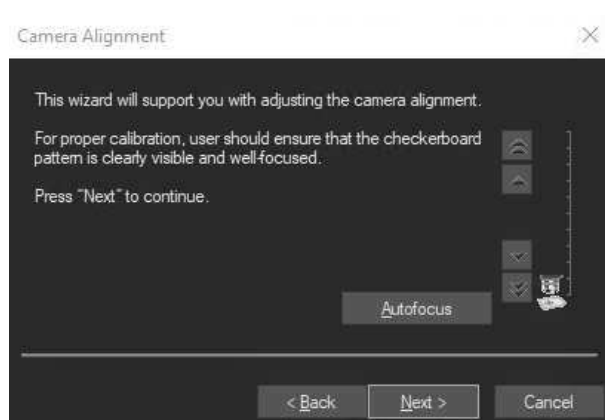 Camera Alignment
This wizard will support you with adjusting the camera alignment.
For proper calibration, user should ensure that the checkerboard
pattern is clearly visible and well-focused.
Press "Next" to continue.
Autofocus
< Back
Next >
Cancel